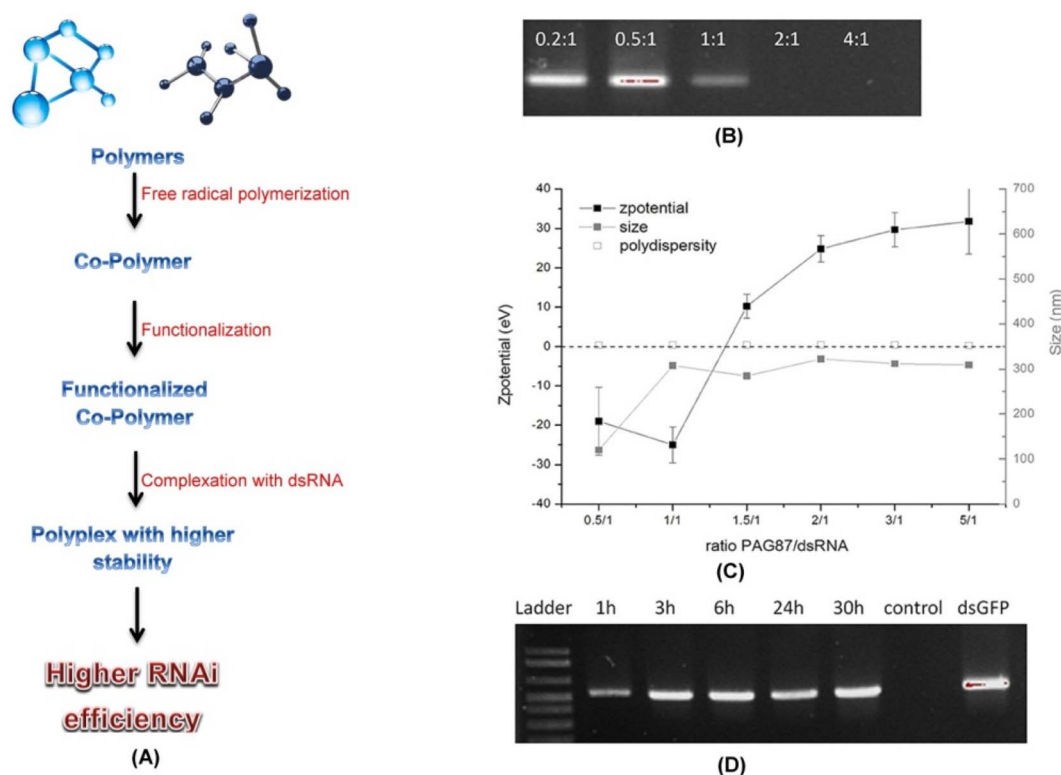 Polymers
Free radical polymerization
Co-Polymer
Functionalization
Functionalized
Co-Polymer
Complexation with dsRNA
Polyplex with higher
stability
Higher RNAi
efficiency
(A)
0.2:1 0.5:1 1:1 2:1 4:1
(B)
40 700
30 600
20 500
10 400
0 300
-10 200
-20 100
-30 0
-40
zpotential
size
polydispersity
Zpotential (eV)
Size (nm)
0.5/1 1/1 1.5/1 2/1 3/1 5/1
ratio PAG87/dsRNA
(C)
Ladder 1h 3h 6h 24h 30h control dsGFP
(D)